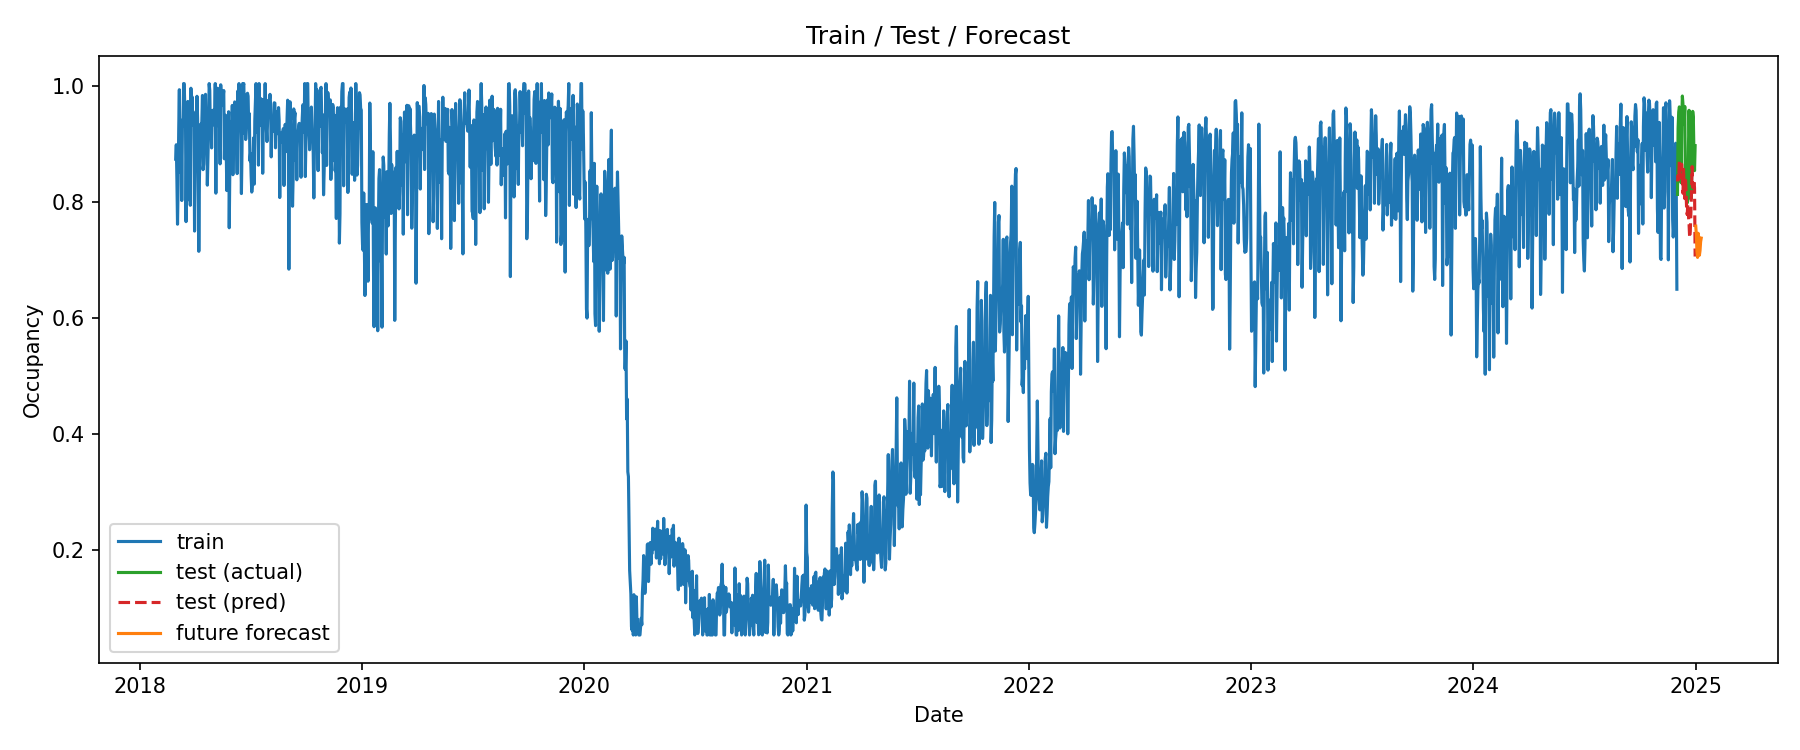 Train / Test / Forecast
Occupancy
1.0
0.8
0.6
0.4
0.2
train
test (actual)
test (pred)
future forecast
2018 2019 2020 2021 2022 2023 2024 2025
Date